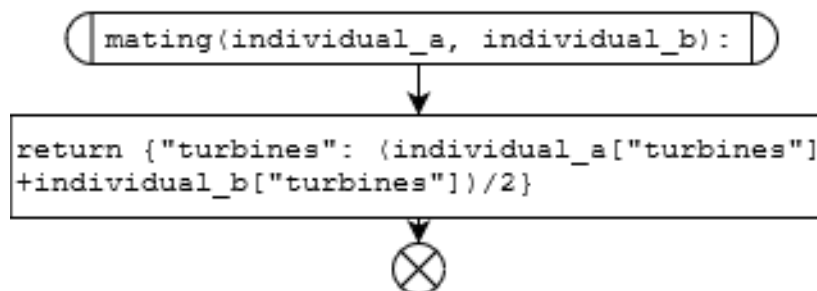 mating(individual_a, individual_b):
return {"turbines": (individual_a["turbines"]
+individual_b["turbines"])/2}